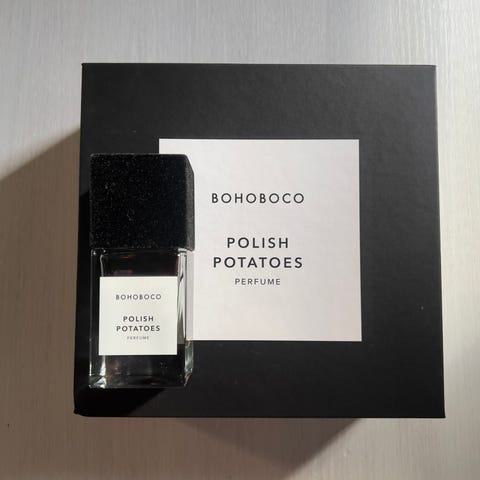 BOHOBOCO
POLISH
POTATOES
PERFUME
BOHOBOCO
POLISH
POTATOES
PERFUME